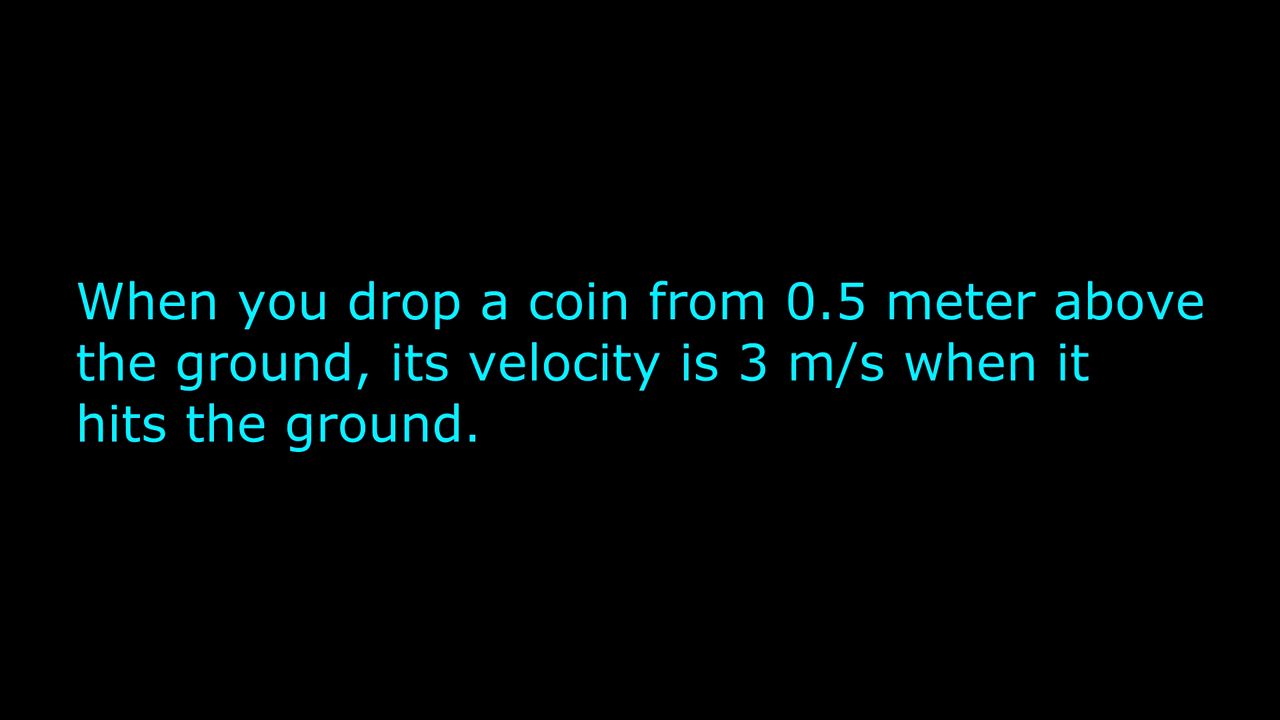 When you drop a coin from 0.5 meter above
the ground, its velocity is 3 m/s when it
hits the ground.